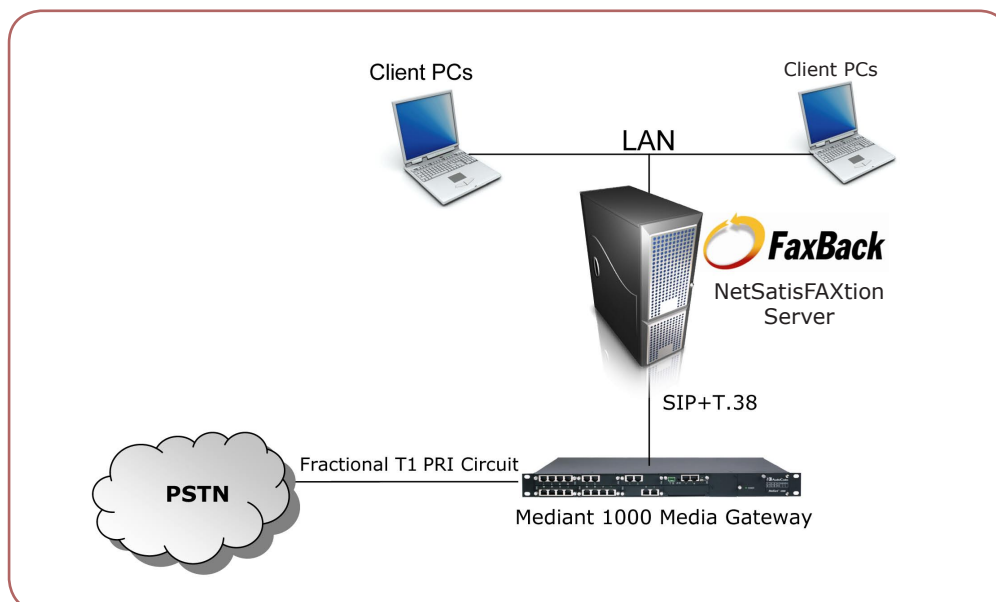 Client PCs
Client PCs
LAN
FaxBack
NetSatisFAXtion
Server
SIP+T.38
Fractional T1 PRI Circuit
PSTN
Mediant 1000 Media Gateway